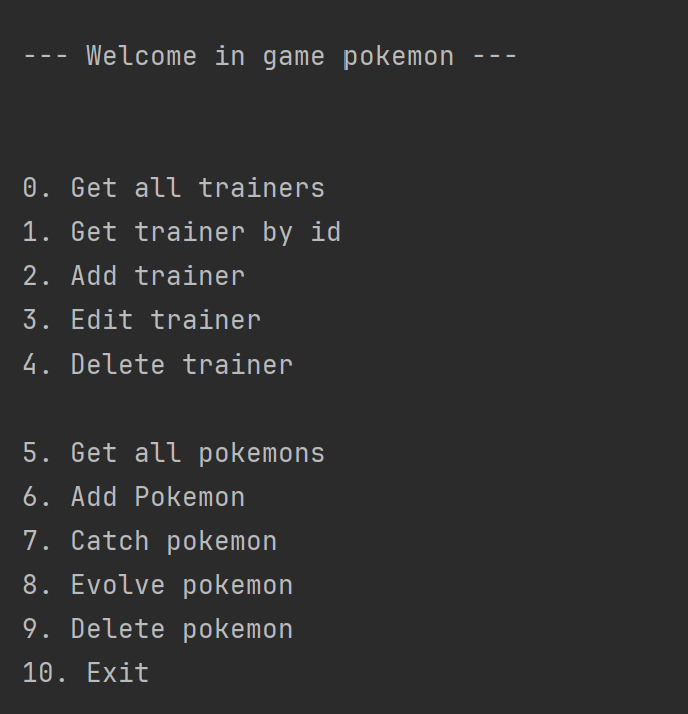 --- Welcome in game pokemon ---
0. Get all trainers
1. Get trainer by id
2. Add trainer
3. Edit trainer
4. Delete trainer
5. Get all pokemons
6. Add Pokemon
7. Catch pokemon
8. Evolve pokemon
9. Delete pokemon
10. Exit